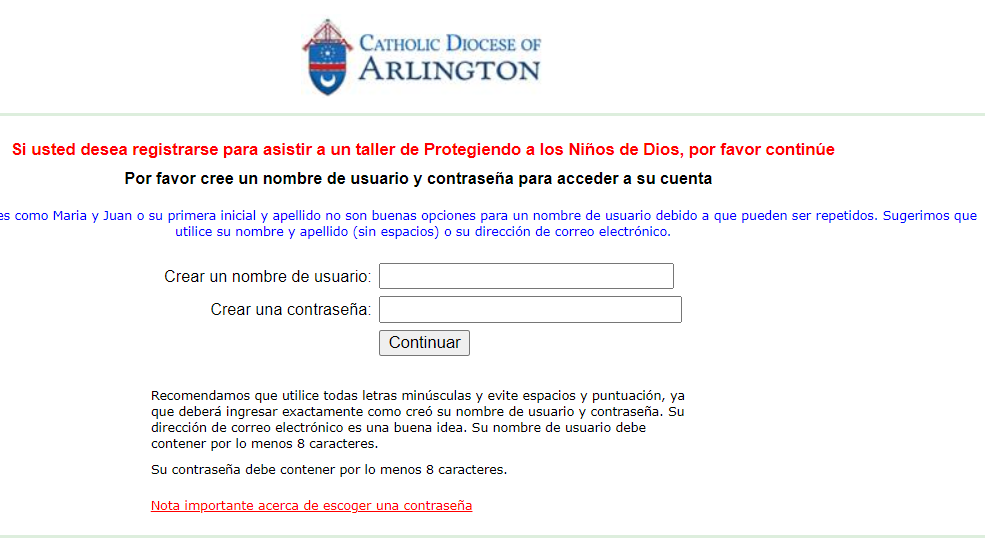 CATHOLIC DIOCESE OF
ARLINGTON
Si usted desea registrarse para asistir a un taller de Protegiendo a los Niños de Dios, por favor continúe
Por favor cree un nombre de usuario y contraseña para acceder a su cuenta
como Maria y Juan o su primera inicial y apellido no son buenas opciones para un nombre de usuario debido a que pueden ser repetidos. Sugerimos que
utilice su nombre y apellido (sin espacios) o su dirección de correo electrónico.
Crear un nombre de usuario:
Crear una contraseña:
Continuar
Recomendamos que utilice todas letras minúsculas y evite espacios y puntuación, ya
que deberá ingresar exactamente como creó su nombre de usuario y contraseña. Su
dirección de correo electrónico es una buena idea. Su nombre de usuario debe
contener por lo menos 8 caracteres.
Su contraseña debe contener por lo menos 8 caracteres.
Nota importante acerca de escoger una contraseña